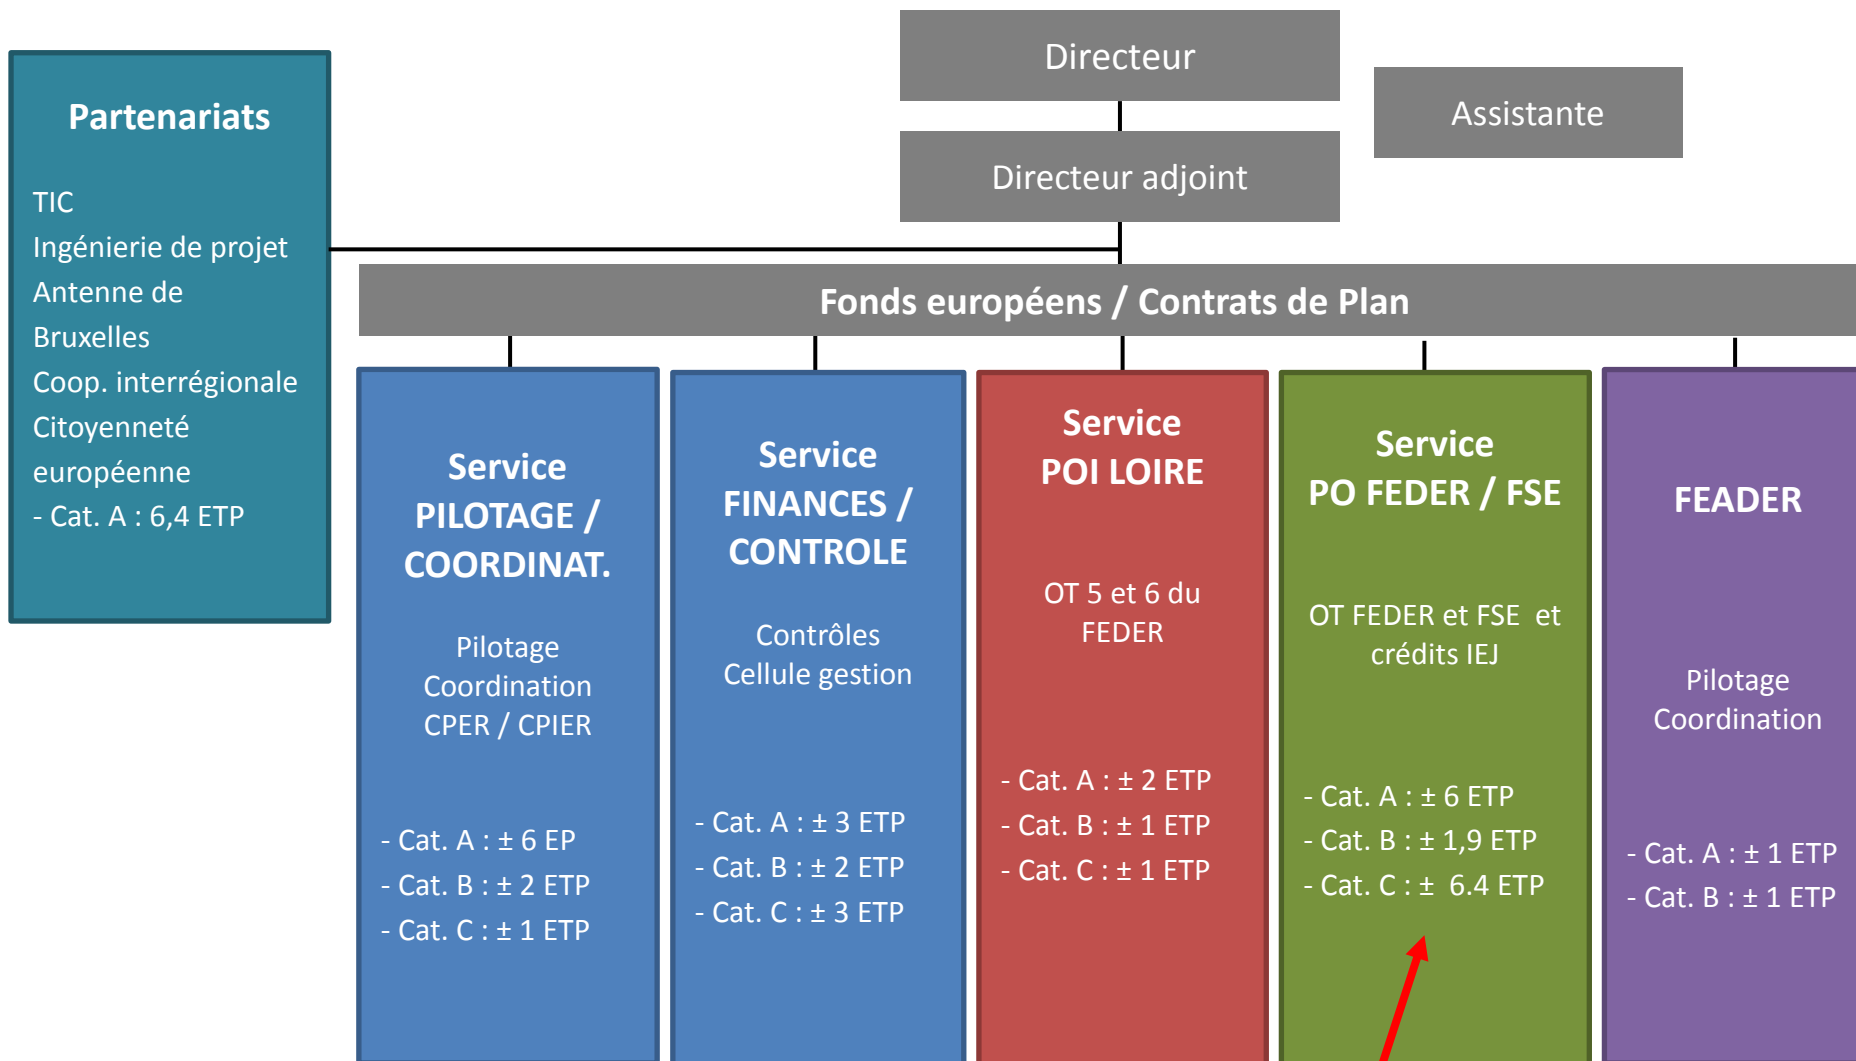 Directeur
Assistante
Directeur adjoint
Partenariats
TIC
Ingénierie de projet
Antenne de
Bruxelles
Coop. interrégionale
Citoyenneté
européenne
- Cat. A : 6,4 ETP
Fonds européens / Contrats de Plan
Service
PILOTAGE /
COORDINAT.
Pilotage
Coordination
CPER / CPIER
- Cat. A : ± 6 EP
- Cat. B : ± 2 ETP
- Cat. C : ± 1 ETP
Service
FINANCES /
CONTROLE
Contrôles
Cellule gestion
- Cat. A : ± 3 ETP
- Cat. B : ± 2 ETP
- Cat. C : ± 3 ETP
Service
POI LOIRE
OT 5 et 6 du
FEDER
- Cat. A : ± 2 ETP
- Cat. B : ± 1 ETP
- Cat. C : ± 1 ETP
Service
PO FEDER / FSE
OT FEDER et FSE et
crédits IEJ
- Cat. A : ± 6 ETP
- Cat. B : ± 1,9 ETP
- Cat. C : ± 6.4 ETP
FEADER
Pilotage
Coordination
- Cat. A : ± 1 ETP
- Cat. B : ± 1 ETP